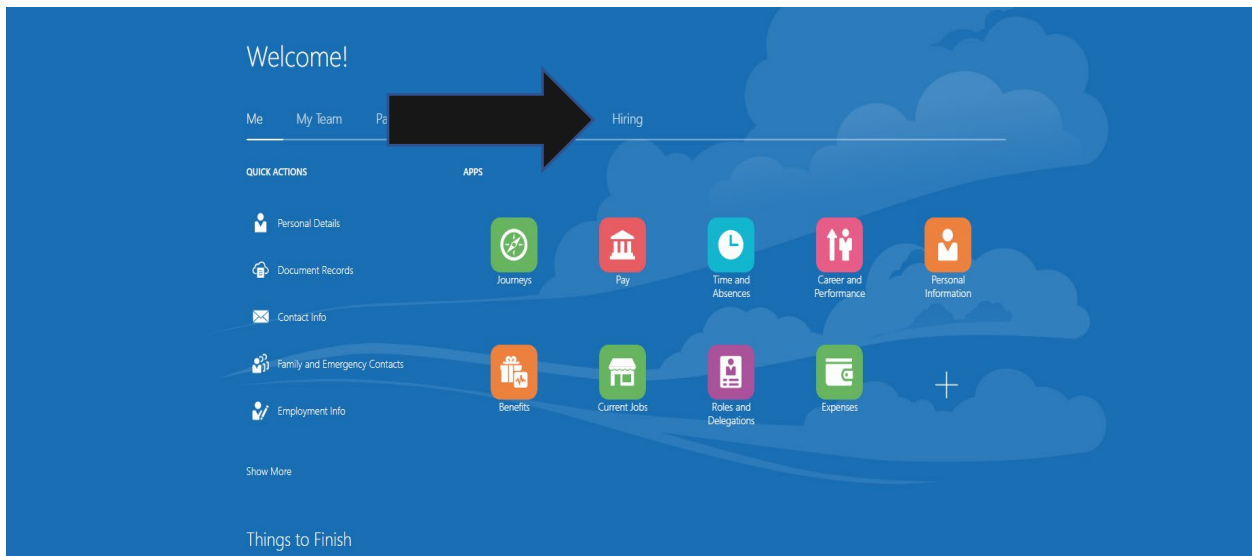 Welcome!
Me My Team Hiring
QUICK ACTIONS APPS
Personal Details
Document Records
Contact Info
Family and Emergency Contacts
Employment Info
Show More
Journeys Pay Time and Career and Personal
Absences Performance Information
Benefits Current Jobs Roles and Expenses
Delegations
Things to Finish